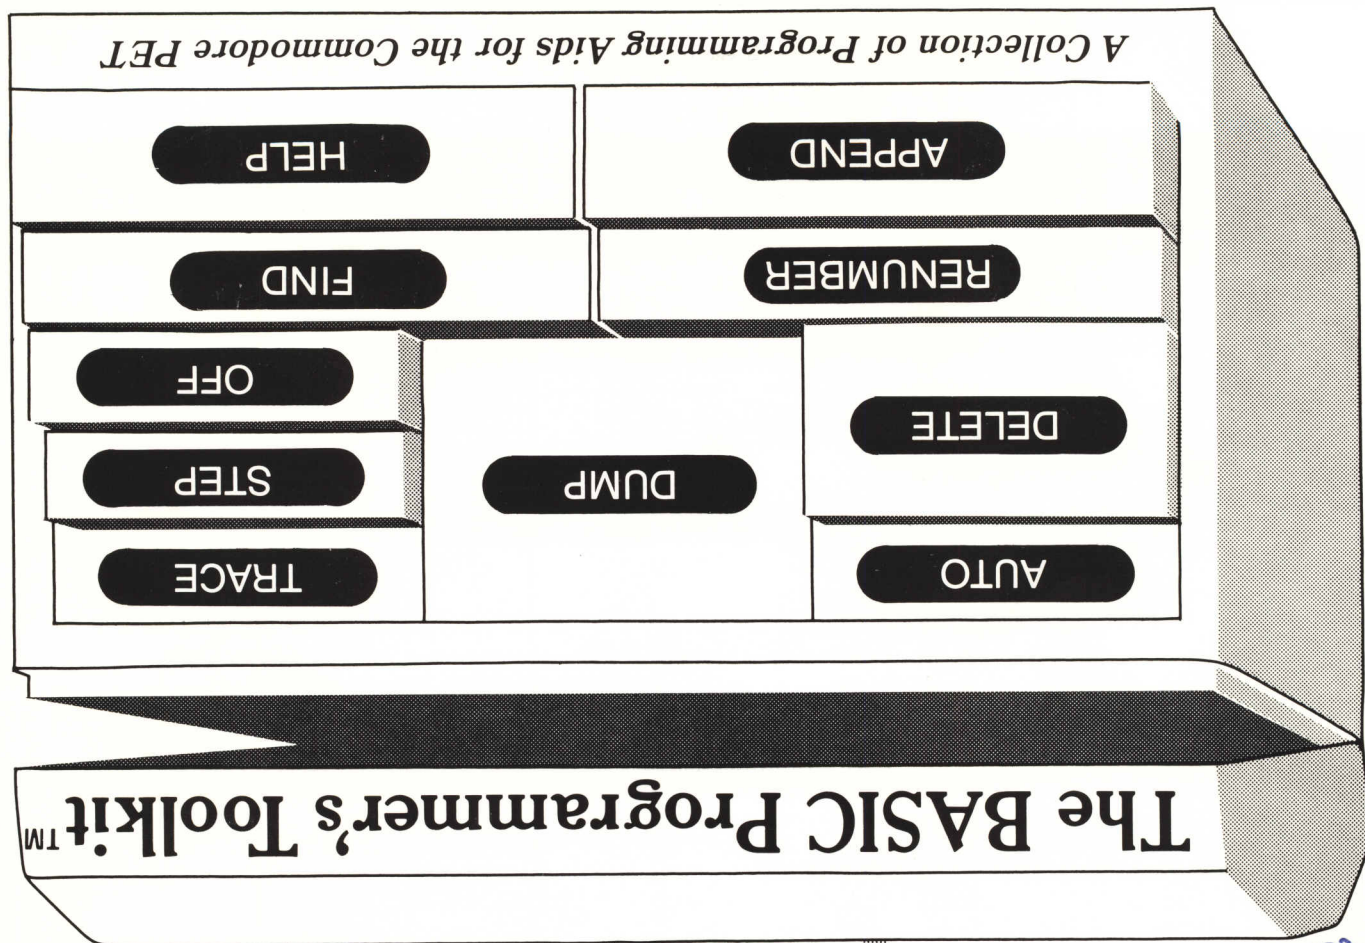 The BASIC Programmer's Toolkit™
AUTO
DUMP
TRACE
DELETE
STEP
OFF
RENUMBER
FIND
APPEND
HELP
A Collection of Programming Aids for the Commodore PET